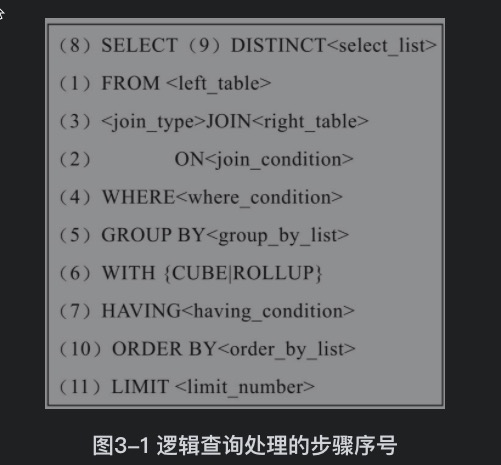 （8）SELECT（9）DISTINCT<select_list>
（1）FROM <left_table>
（3）<join_type>JOIN<right_table>
（2） ON<join_condition>
（4）WHERE<where_condition>
（5）GROUP BY<group_by_list>
（6）WITH {CUBE|ROLLUP}
（7）HAVING<having_condition>
（10）ORDER BY<order_by_list>
（11）LIMIT <limit_number>
图3-1 逻辑查询处理的步骤序号